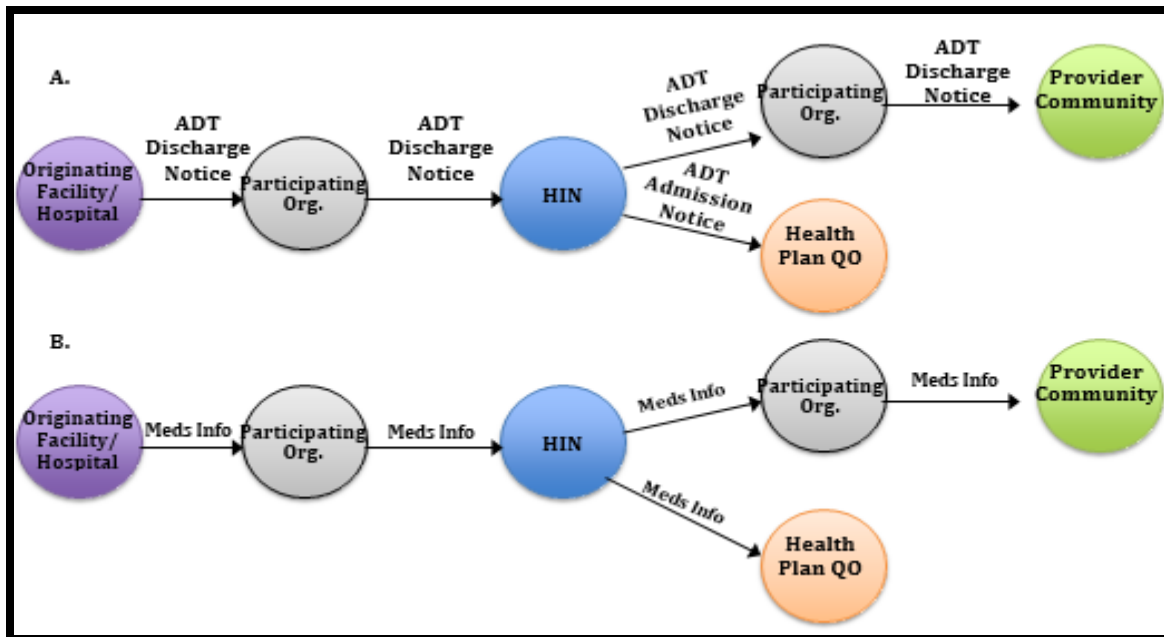 A.
Originating
Facility/
Hospital
ADT
Discharge
Notice
Participating
Org.
ADT
Discharge
Notice
HIN
ADT
Discharge
Notice
Participating
Org.
ADT
Discharge
Notice
Provider
Community
ADT
Admission
Notice
Health
Plan QO
B.
Originating
Facility/
Hospital
Meds Info
Participating
Org.
Meds Info
HIN
Meds Info
Participating
Org.
Meds Info
Provider
Community
Meds Info
Health
Plan QO